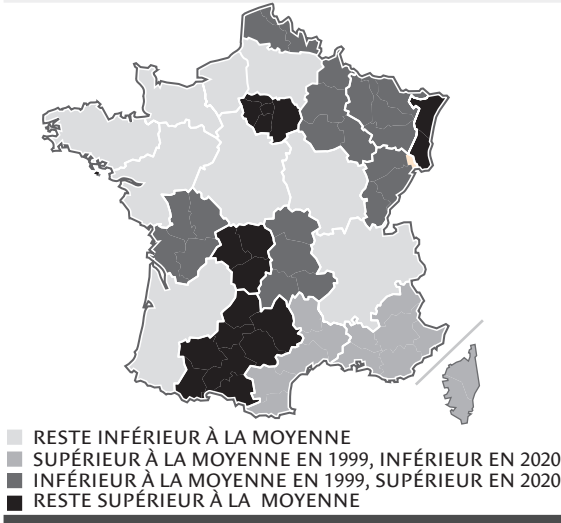 RESTE INFÉRIEUR À LA MOYENNE
SUPÉRIEUR À LA MOYENNE EN 1999, INFÉRIEUR EN 2020
INFÉRIEUR À LA MOYENNE EN 1999, SUPÉRIEUR EN 2020
RESTE SUPÉRIEUR À LA MOYENNE